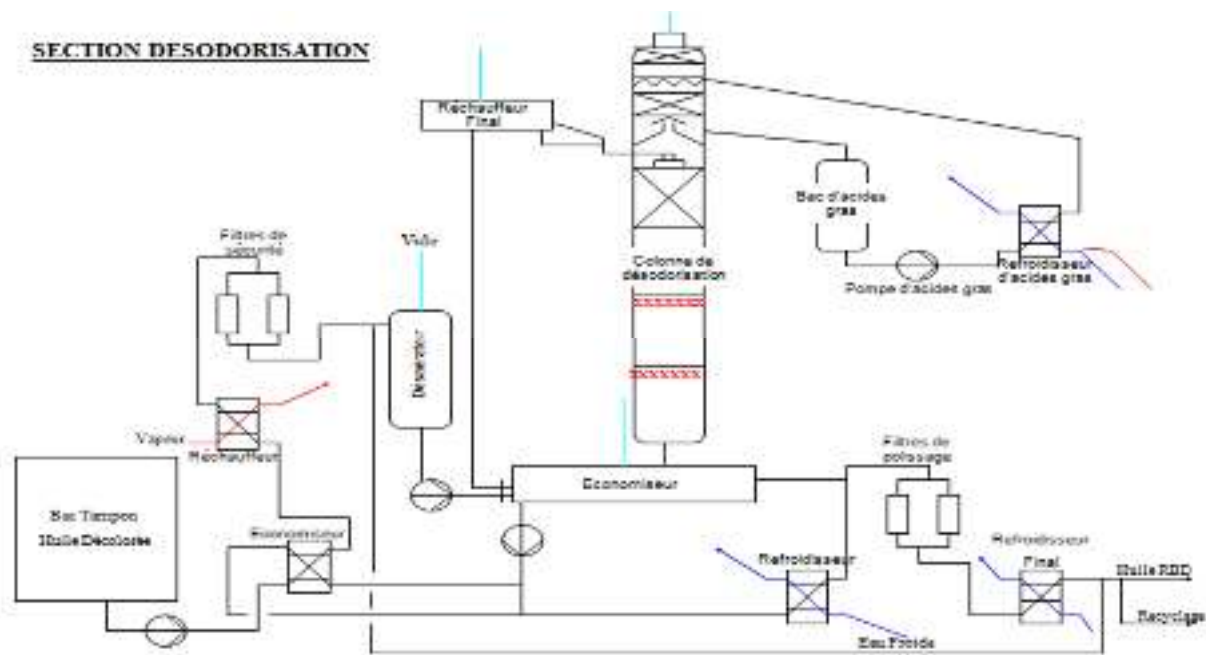 SECTION DESODORISATION
Réchauffeur
Final
Bac d'acides
gras
Filtres de
sécurité
Vide
Colonne de
désodorisation
Refroidisseur
d'acides gras
Pompe d'acides gras
Désaérateur
Vapeur
Réchauffeur
Economiseur
Filtres de
polissage
Bac Tampon
Huile Décolorée
Economiseur
Refroidisseur
Refroidisseur
Final
Huile RBD
Recyclage
Eau Froide